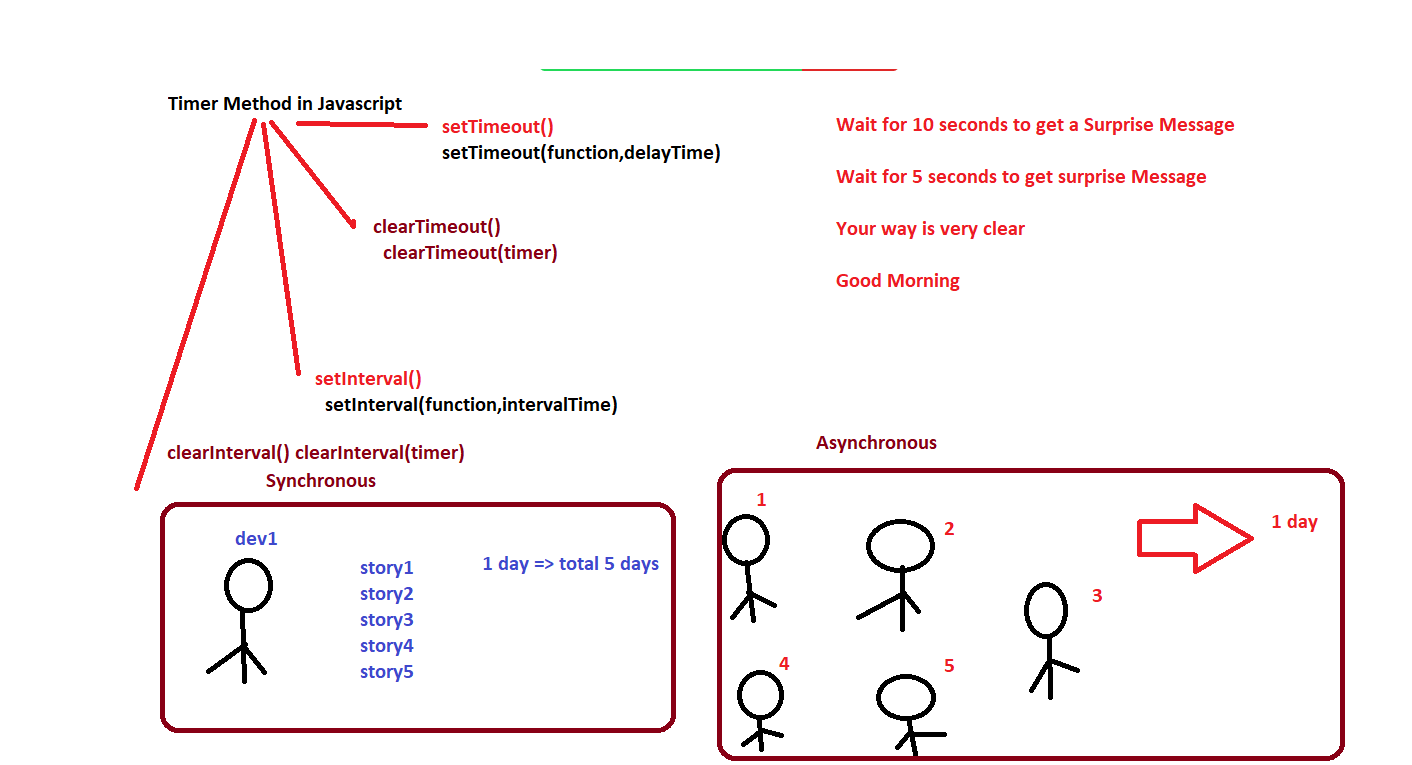 Timer Method in Javascript
setTimeout()
setTimeout(function,delayTime)
clearTimeout()
clearTimeout(timer)
setInterval()
setInterval(function,intervalTime)
clearInterval() clearInterval(timer)
Wait for 10 seconds to get a Surprise Message
Wait for 5 seconds to get surprise Message
Your way is very clear
Good Morning
Synchronous
dev1
story1
story2
story3
story4
story5
1 day => total 5 days
Asynchronous
1
2
3
4
5
1 day